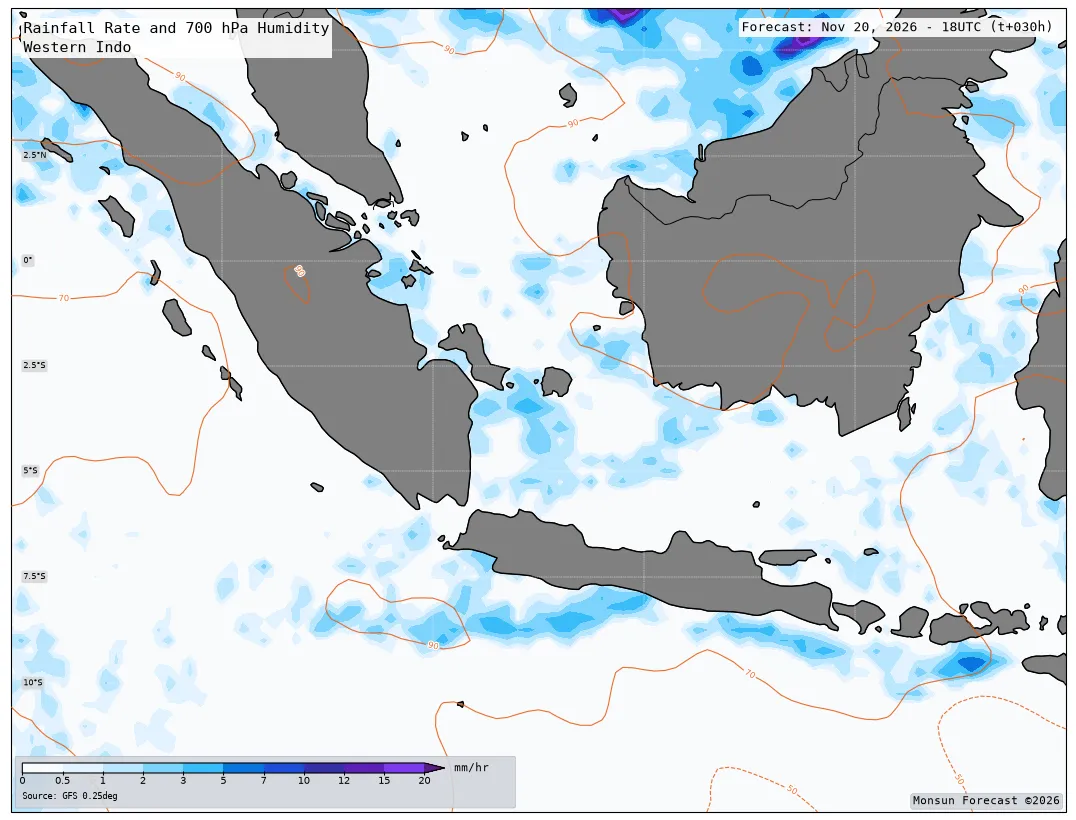 Rainfall Rate and 700 hPa Humidity
Western Indo
Forecast: Nov 20, 2026 - 18UTC (t+030h)
90
90
90
2.5°N
0°
90
70
90
2.5°S
5°S
7.5°S
90
70
10°S
50
50
mm/hr
0 0.5 1 2 3 5 7 10 12 15 20
Source: GFS 0.25deg
Monsun Forecast ©2026